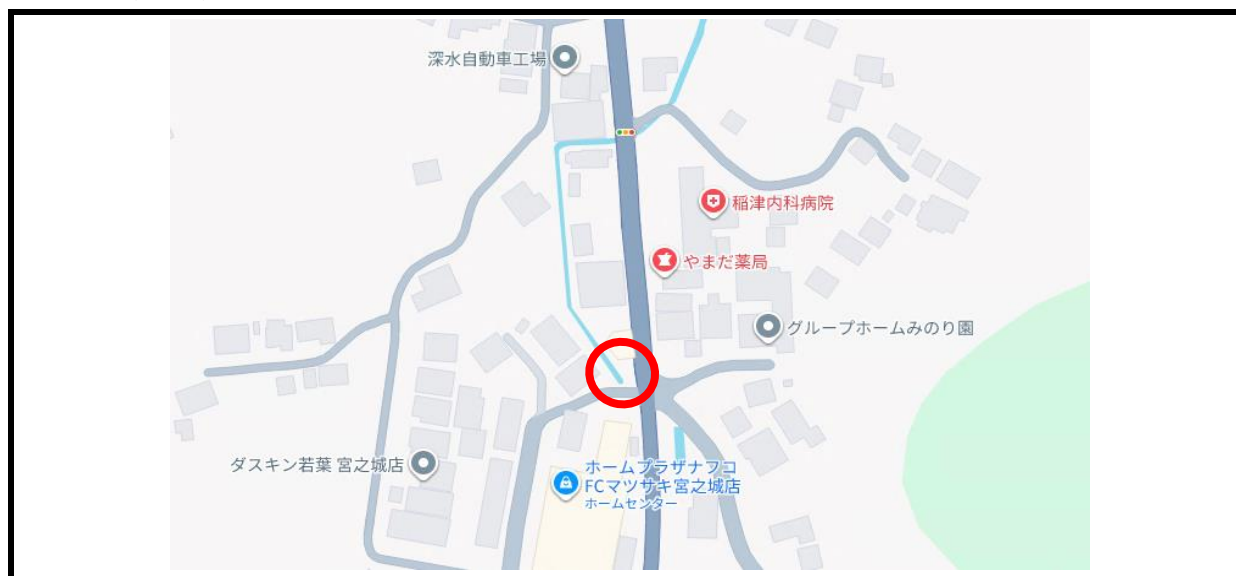 深水自動車工場
稲津内科病院
やまだ薬局
グループホームみのり園
ダスキン若葉 宮之城店
ホームプラザナフコ
FCマツサキ宮之城店
ホームセンター